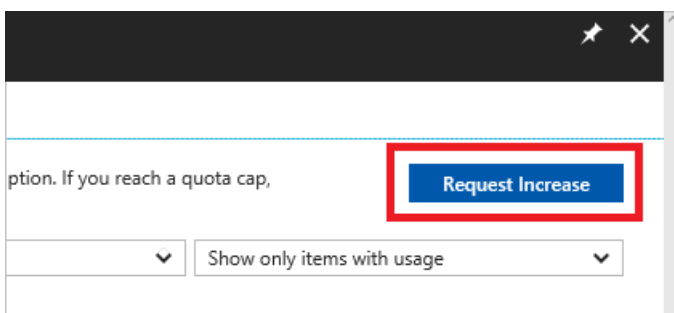 ption. If you reach a quota cap,
Request Increase
Show only items with usage